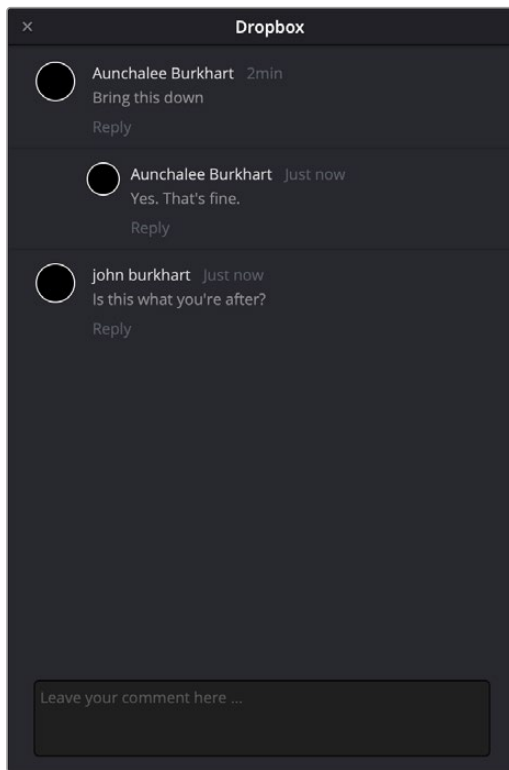 × Dropbox
Aunchalee Burkhart 2min
Bring this down
Reply
Aunchalee Burkhart Just now
Yes. That's fine.
Reply
john burkhart Just now
Is this what you're after?
Reply
Leave your comment here ...